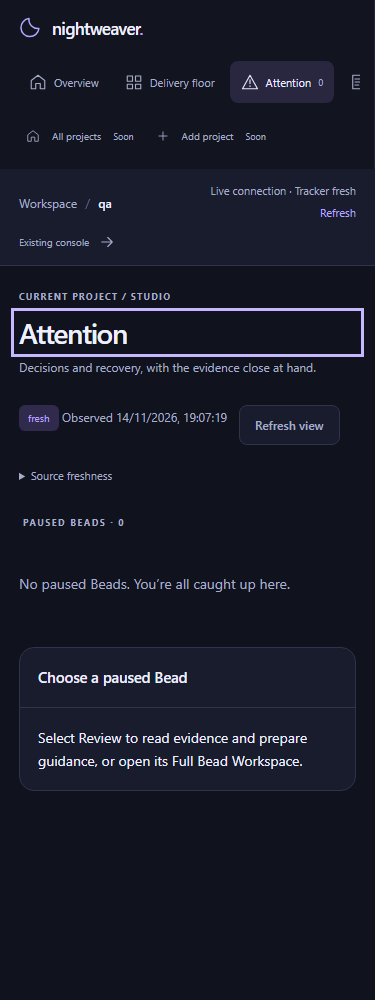 nightweaver.
Overview
Delivery floor
Attention 0
All projects Soon
Add project Soon
Workspace / qa
Live connection · Tracker fresh
Refresh
Existing console
CURRENT PROJECT / STUDIO
Attention
Decisions and recovery, with the evidence close at hand.
fresh Observed 14/11/2026, 19:07:19
Refresh view
Source freshness
PAUSED BEADS · 0
No paused Beads. You’re all caught up here.
Choose a paused Bead
Select Review to read evidence and prepare
guidance, or open its Full Bead Workspace.